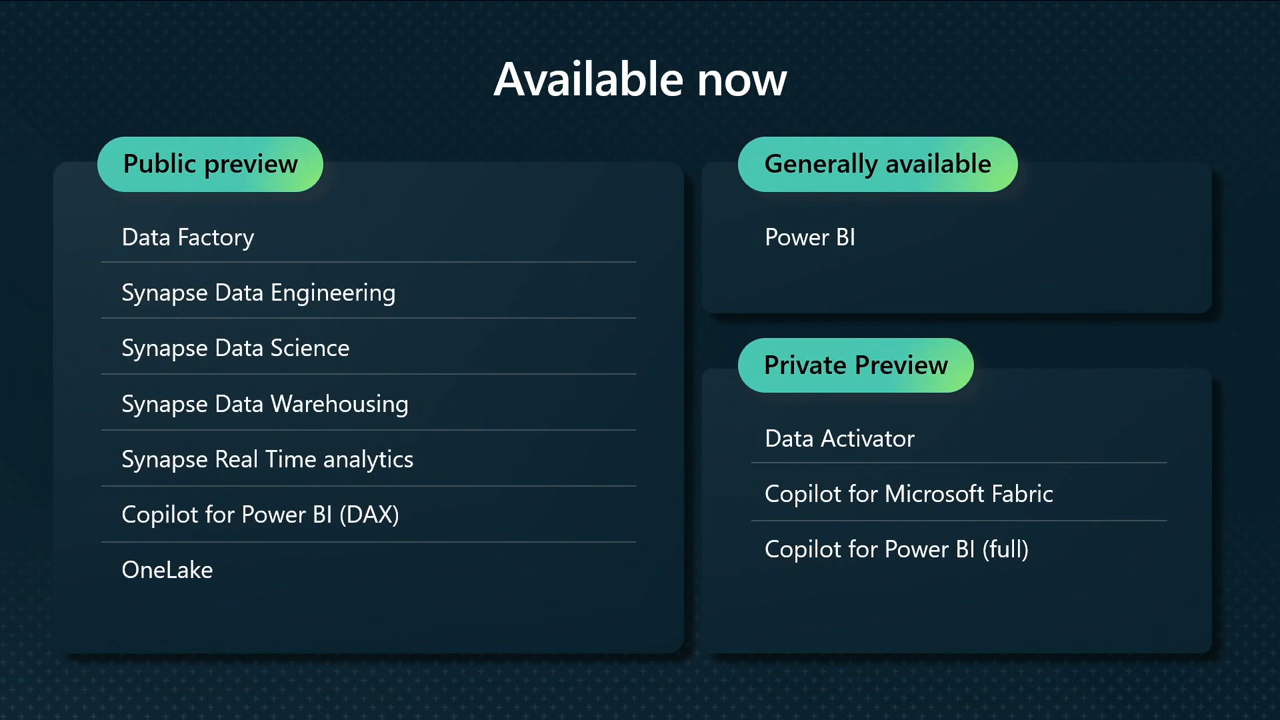 Available now
Public preview
Data Factory
Synapse Data Engineering
Synapse Data Science
Synapse Data Warehousing
Synapse Real Time analytics
Copilot for Power BI (DAX)
OneLake
Generally available
Power BI
Private Preview
Data Activator
Copilot for Microsoft Fabric
Copilot for Power BI (full)